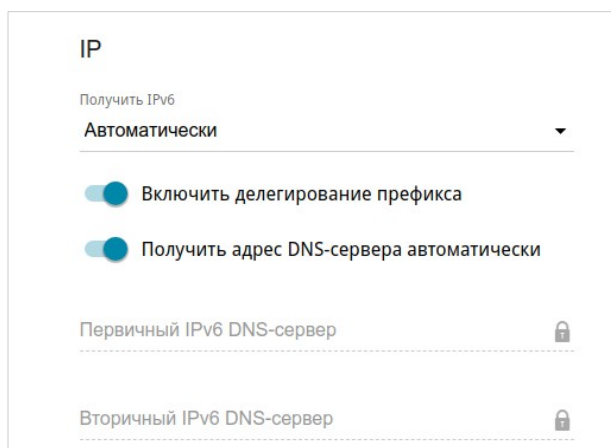 IP
Получить IPv6
Автоматически
Включить делегирование префикса
Получить адрес DNS-сервера автоматически
Первичный IPv6 DNS-сервер
Вторичный IPv6 DNS-сервер